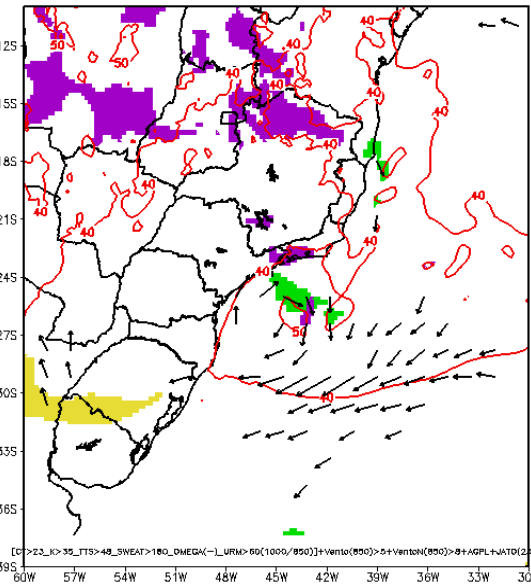 50
50
40
12S
40
40
15S
40
18S
40
40
40
40
21S
40
24S
40
50
27S
30S
40
33S
36S
[CT>23_K>35_TTS>48_SWEAT>180_OMEGA(-)_URM>60(1000/850)]+Vento(850)>5+VentoN(850)>8+AGPL+JATO(2
39S
60W 57W 54W 51W 48W 45W 42W 39W 36W 33W 30